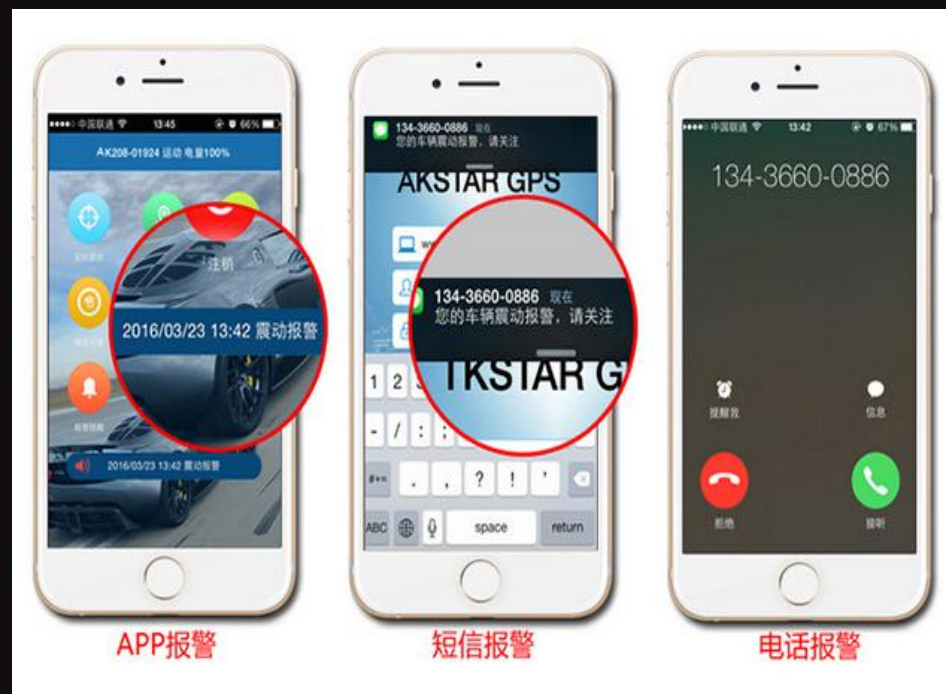 中国联通 13:45 66%
AK208-01924 运动 电量100%
注销
2016/03/23 13:42 震动报警
2016/03/23 13:42 震动报警
APP报警
134-3660-0886 现在
您的车辆震动报警，请关注
AKSTAR GPS
134-3660-0886 现在
您的车辆震动报警，请关注
TKSTAR G
1 2
- / : ;
#+= . , ? ! '
ABC space return
短信报警
中国联通 13:42 67%
134-3660-0886
提醒我 信息
拒绝 接听
电话报警